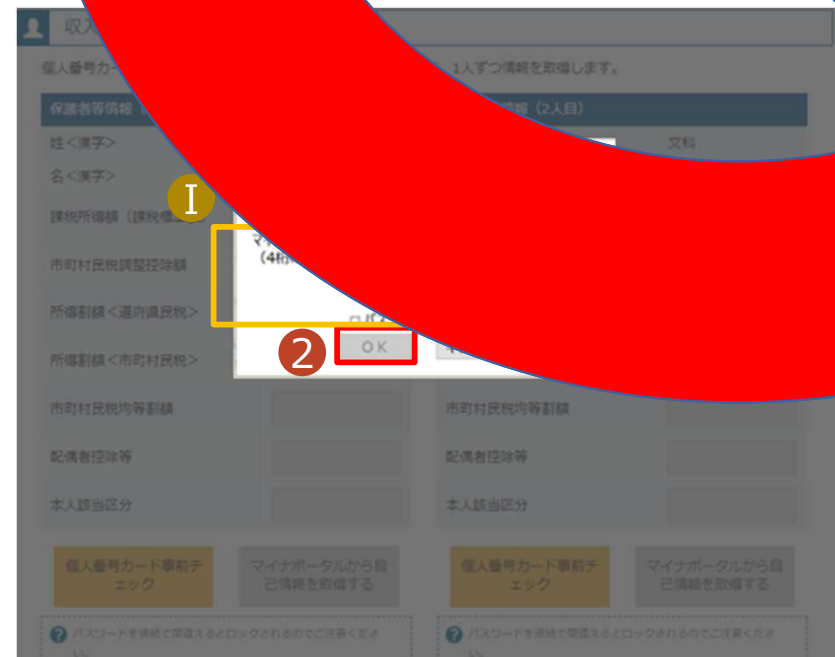 収入
個人番号カー
1人ずつ情報を取得します。
保護者等情報
情報（2人目）
姓＜漢字＞
文科
名＜漢字＞
I
課税所得額（課税標
マイ
（4桁
市町村民税調整控除額
所得割額＜道府県民税＞
2
OK
所得割額＜市町村民税＞
市町村民税均等割額
市町村民税均等割額
配偶者控除等
配偶者控除等
本人該当区分
本人該当区分
個人番号カード事前チ
ェック
マイナポータルから自
己情報を取得する
個人番号カード事前チ
ェック
マイナポータルから自
己情報を取得する
? パスワードを連続で間違えるとロックされるのでご注意くださ
? パスワードを連続で間違えるとロックされるのでご注意くださ